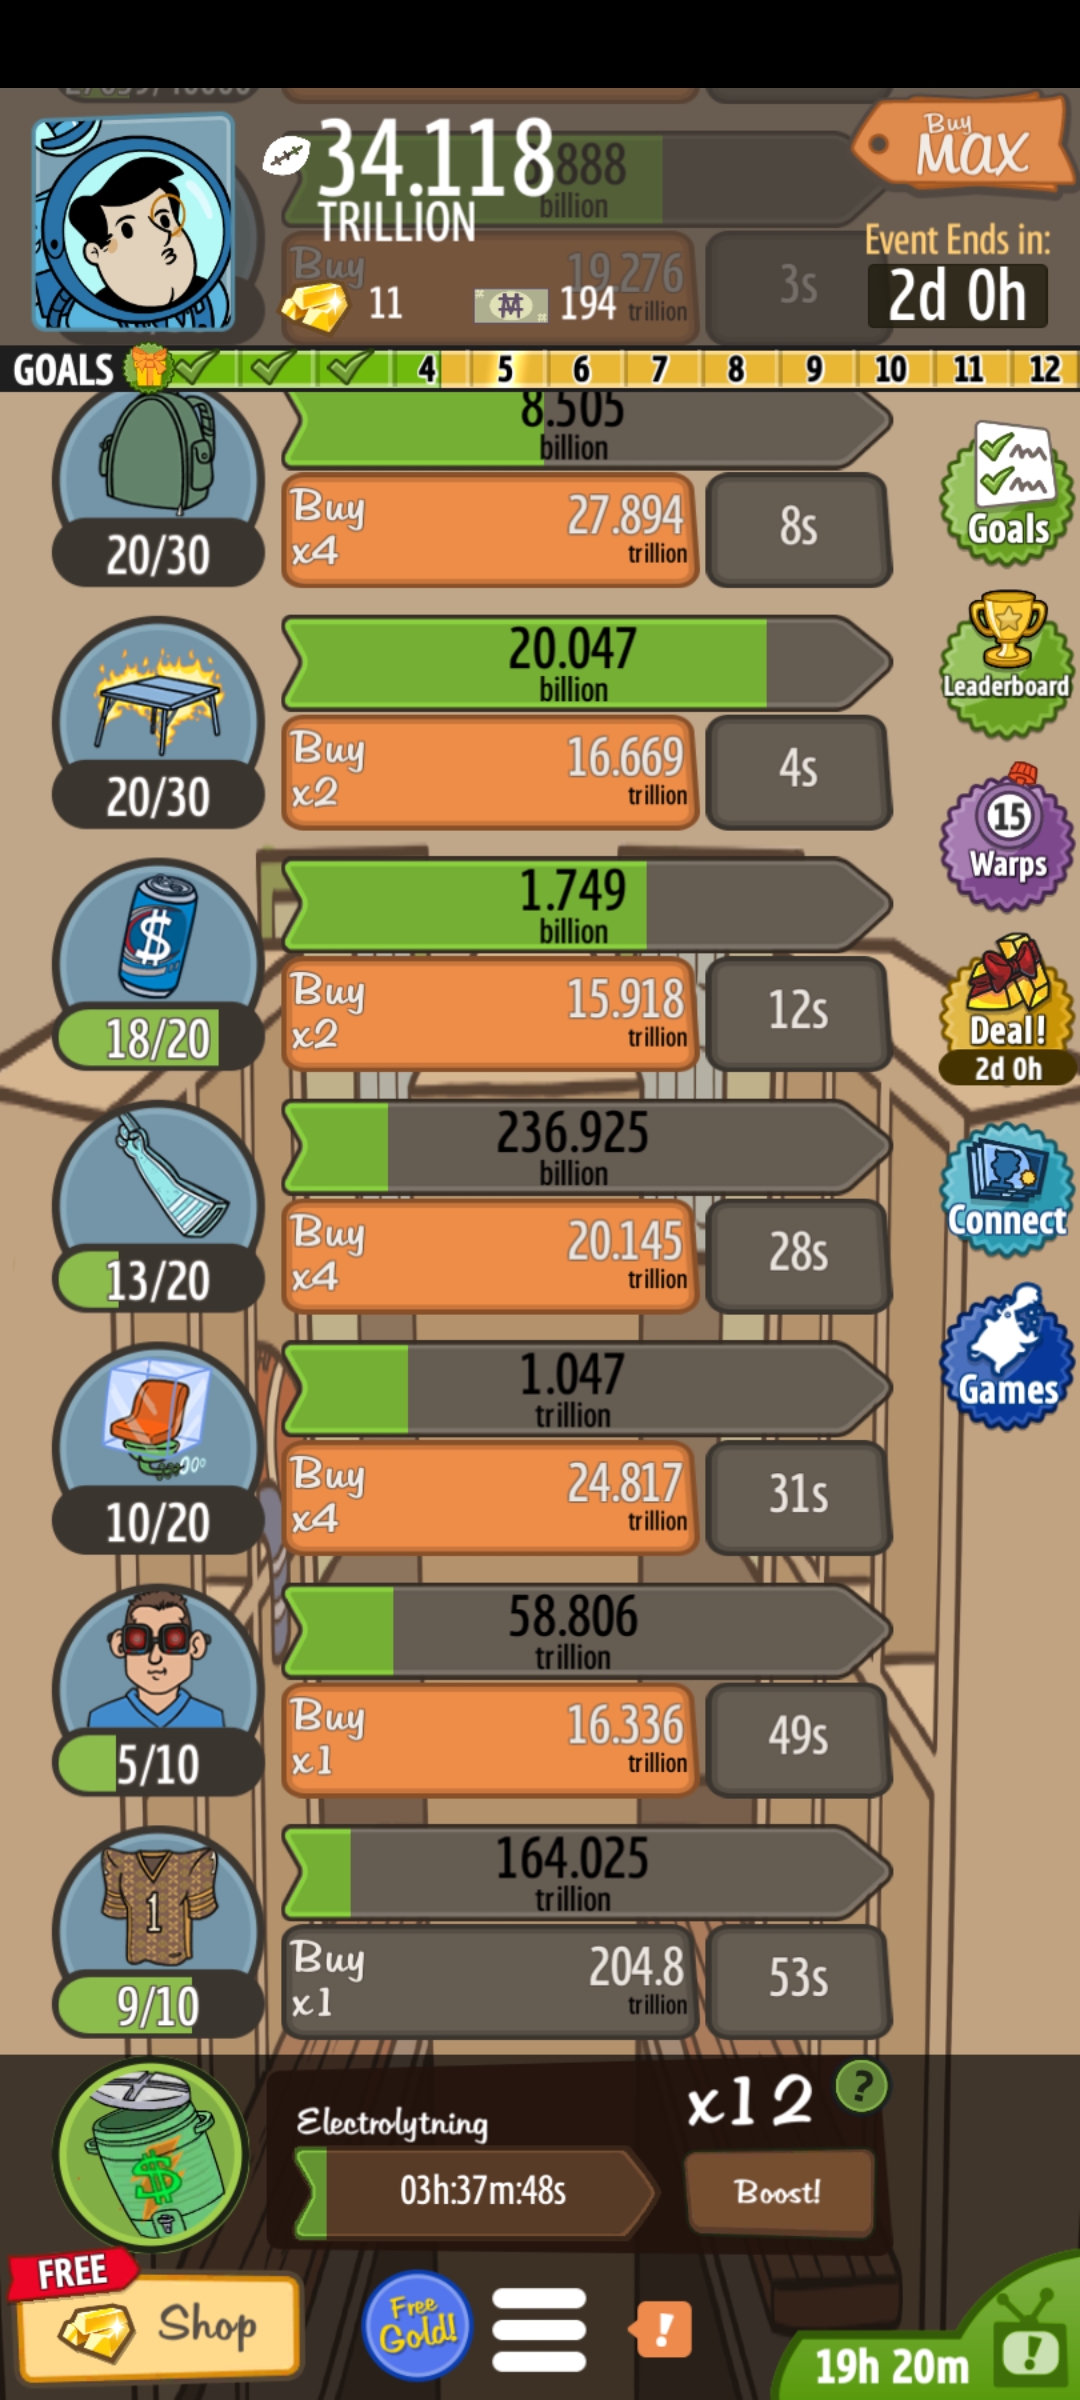 34.118
TRILLION
888
billion
Buy
MAX
Event Ends in:
2d 0h
Buy
19.276
trillion
3s
11
194
GOALS
4 5 6 7 8 9 10 11 12
8.505
billion
20/30
Buy
x4
27.894
trillion
8s
Goals
20.047
billion
20/30
Buy
x2
16.669
trillion
4s
Leaderboard
15
Warps
1.749
billion
$
18/20
Buy
x2
15.918
trillion
12s
Deal!
2d 0h
236.925
billion
13/20
Buy
x4
20.145
trillion
28s
Connect
1.047
trillion
10/20
Buy
x4
24.817
trillion
31s
Games
58.806
trillion
5/10
Buy
x1
16.336
trillion
49s
164.025
trillion
1
9/10
Buy
x1
204.8
trillion
53s
$
Electrolytning
03h:37m:48s
x12
?
Boost!
FREE
Shop
Free
Gold!
!
19h 20m
!